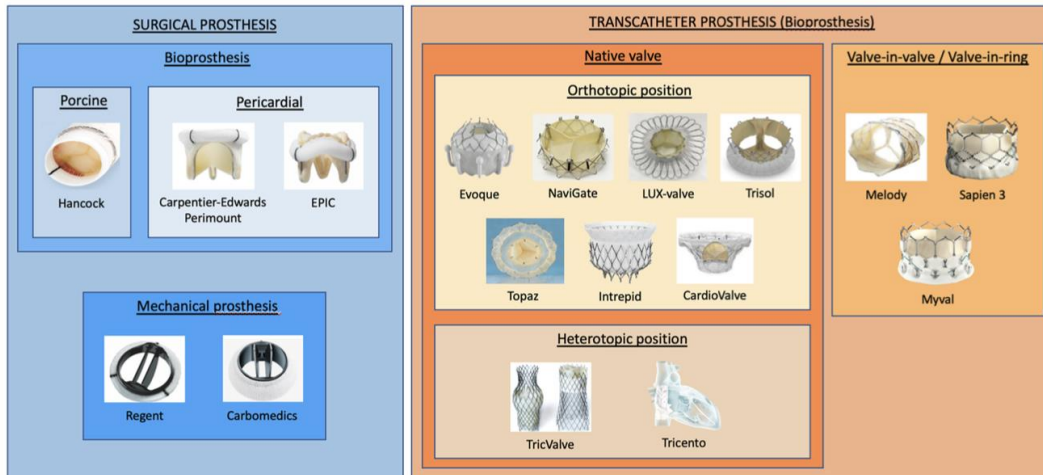 SURGICAL PROSTHESIS
Bioprosthesis
Porcine
Hancock
Pericardial
Carpentier-Edwards
Perimount
EPIC
Mechanical prosthesis
Regent
Carbomedics
TRANSCATHETER PROSTHESIS (Bioprosthesis)
Native valve
Orthotopic position
Evoque
NaviGate
LUX-valve
Trisol
Topaz
Intrepid
CardioValve
Heterotopic position
TricValve
Tricento
Valve-in-valve / Valve-in-ring
Melody
Sapien 3
Myval